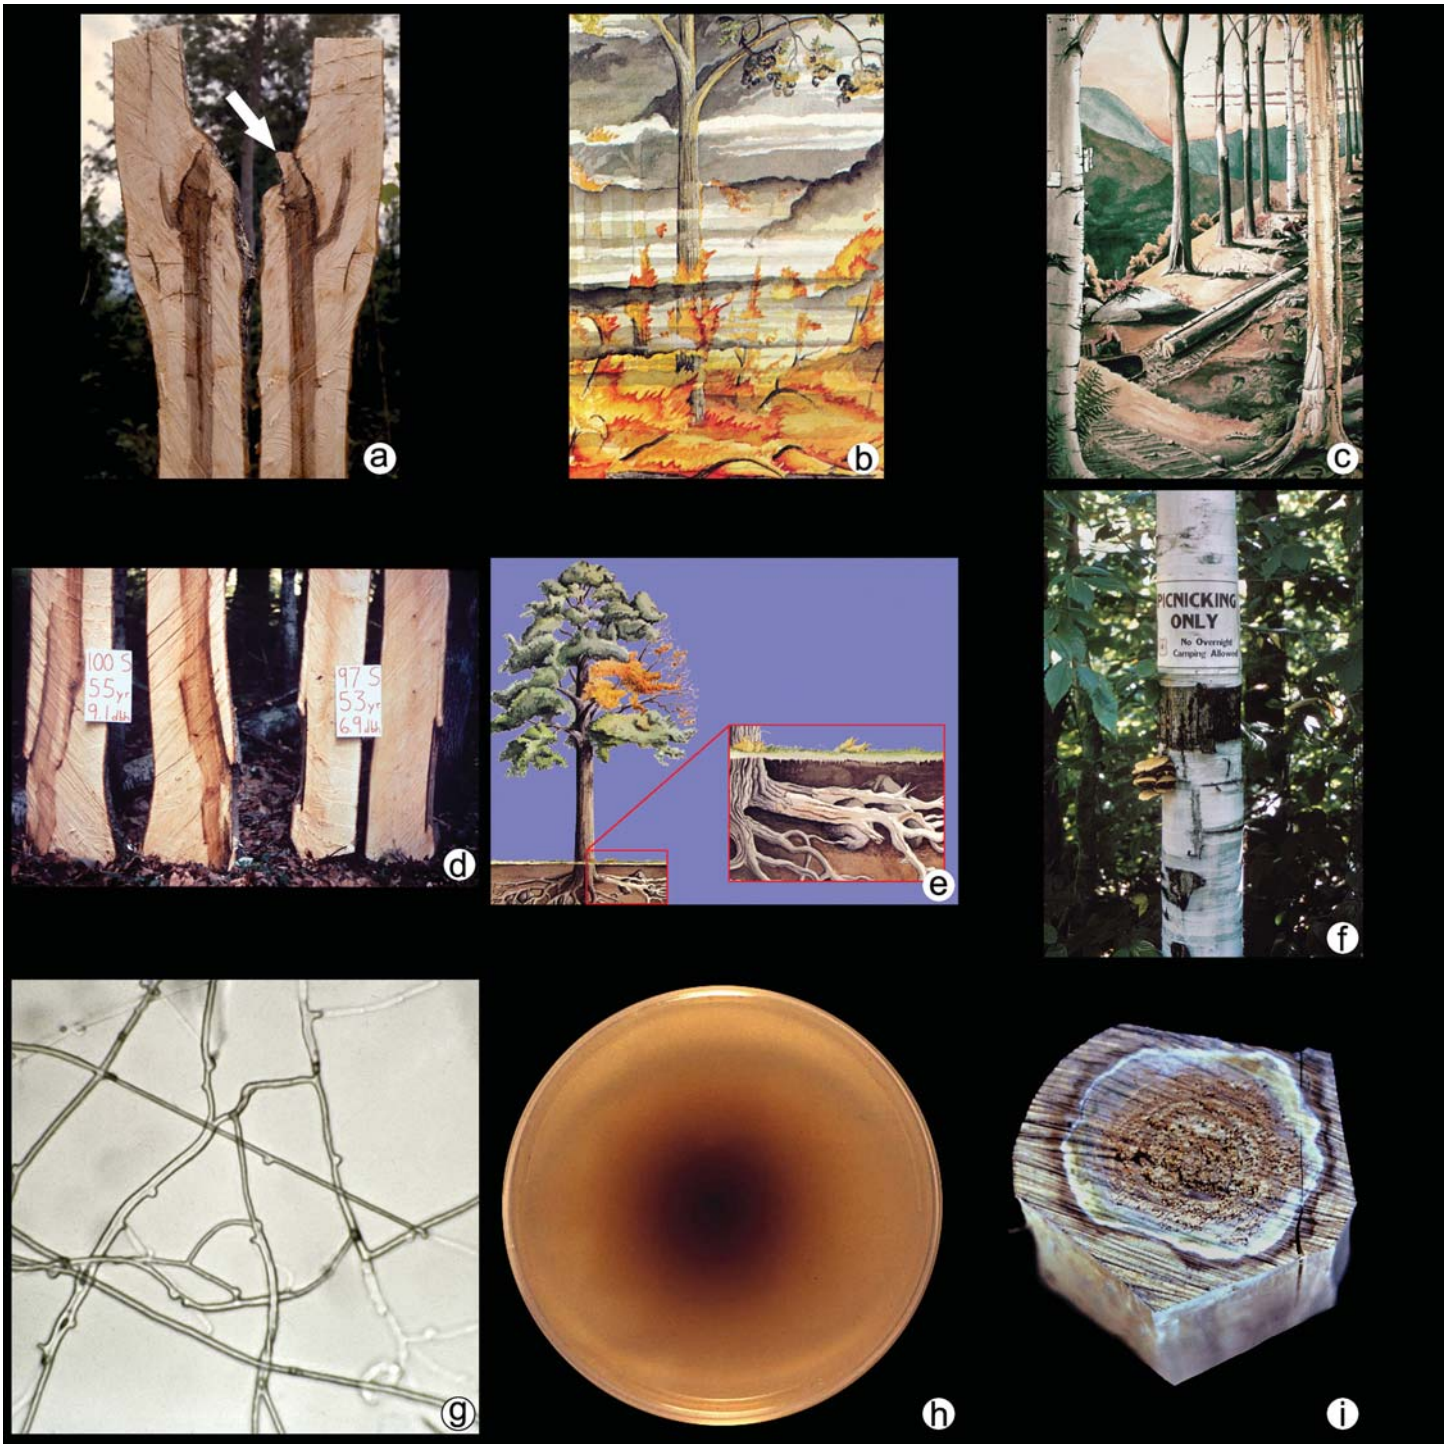 a
b
c
100 S
55 yr
9.1 dbh
97 S
53 yr
6.9 dbh
d
e
PICNICKING
ONLY
No Overnight
Camping Allowed
f
g
h
i